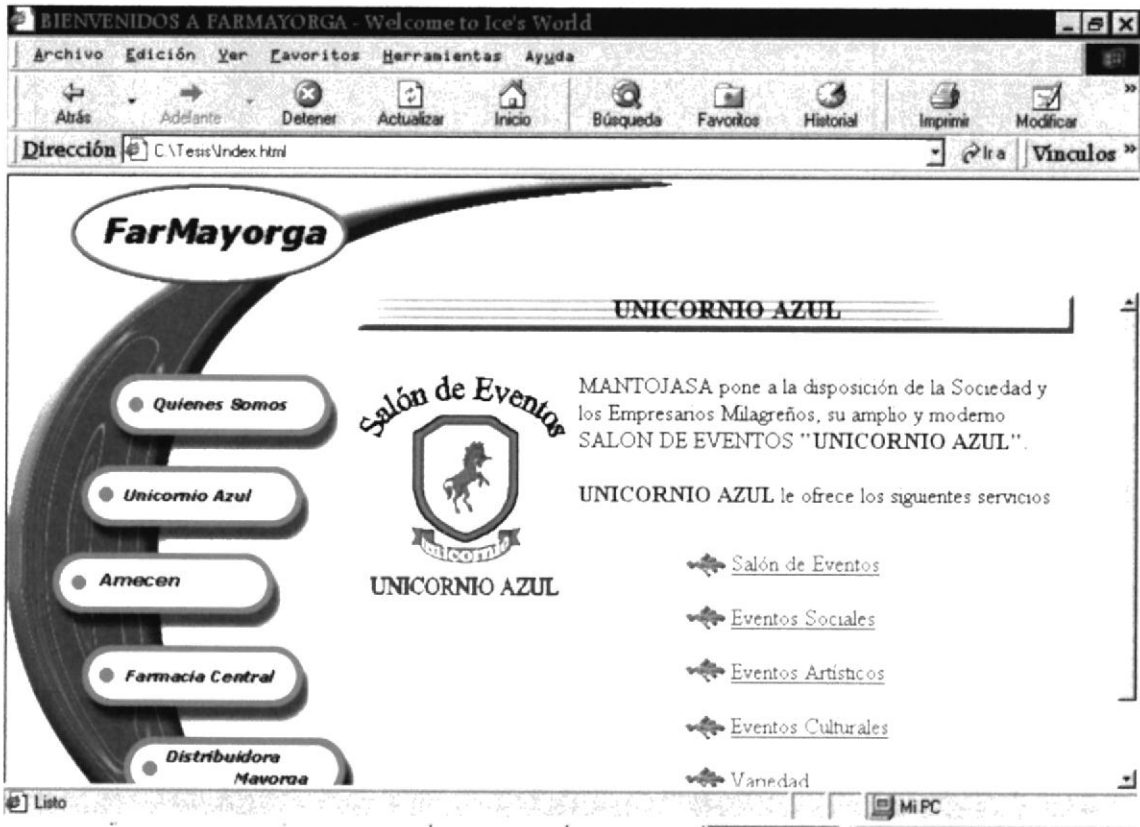 BIENVENIDOS A FARMAYORGA - Welcome to Ice's World
Archivo Edición Ver Favoritos Herramientas Ayuda
Atrás Adelante Detener Actualizar Inicio Búsqueda Favoritos Historial Imprimir Modificar
Dirección C:\Tesis\Index.html Ir a Vínculos
FarMayorga
UNICORNIO AZUL
Quienes Somos
Unicornio Azul
Amecen
Farmacia Central
Distribuidora
Mayorga
Salón de Eventos
Unicornio
UNICORNIO AZUL
MANTOJASA pone a la disposición de la Sociedad y
los Empresarios Milagreños, su amplio y moderno
SALON DE EVENTOS "UNICORNIO AZUL".
UNICORNIO AZUL le ofrece los siguientes servicios
Salón de Eventos
Eventos Sociales
Eventos Artísticos
Eventos Culturales
Variedad
Listo
Mi PC